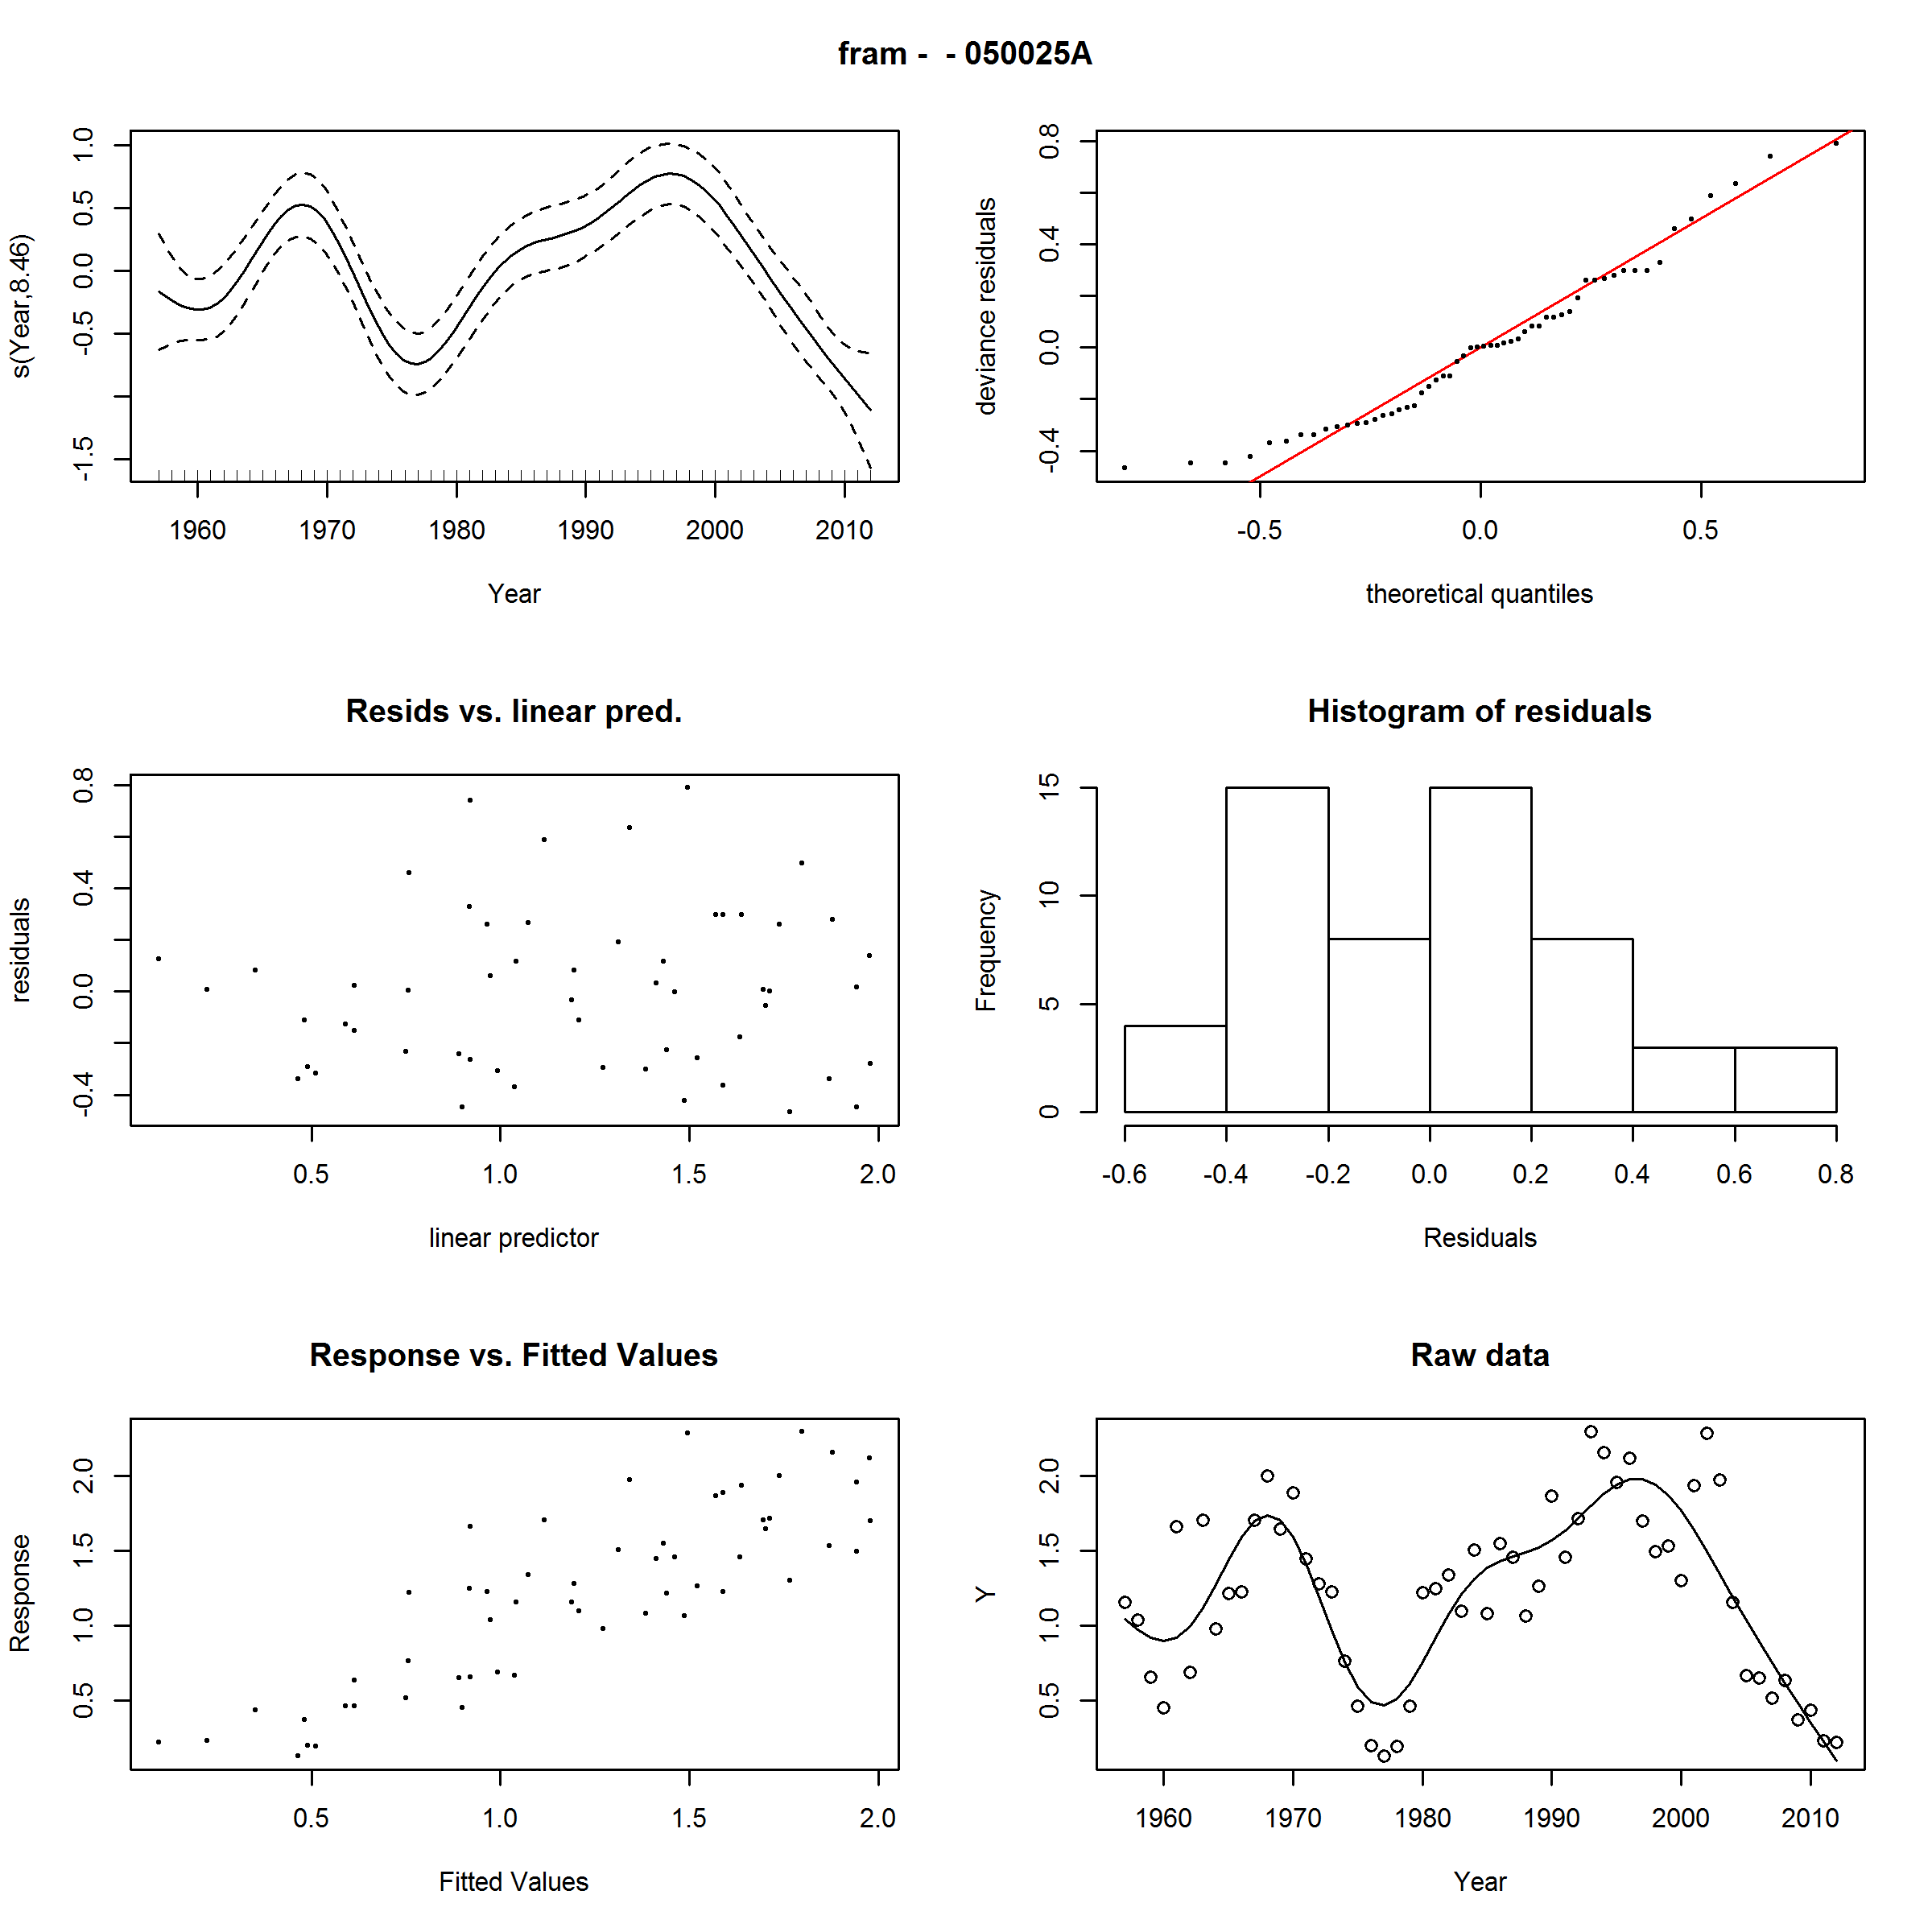 fram -  - 050025A
s(Year,8.46)
1.0
0.5
0.0
-0.5
-1.5
1960 1970 1980 1990 2000 2010
Year
deviance residuals
0.8
0.4
0.0
-0.4
-0.5 0.0 0.5
theoretical quantiles
Resids vs. linear pred.
residuals
0.8
0.4
0.0
-0.4
0.5 1.0 1.5 2.0
linear predictor
Histogram of residuals
Frequency
15
10
5
0
-0.6 -0.4 -0.2 0.0 0.2 0.4 0.6 0.8
Residuals
Response vs. Fitted Values
Response
2.0
1.5
1.0
0.5
0.5 1.0 1.5 2.0
Fitted Values
Raw data
Y
2.0
1.5
1.0
0.5
1960 1970 1980 1990 2000 2010
Year